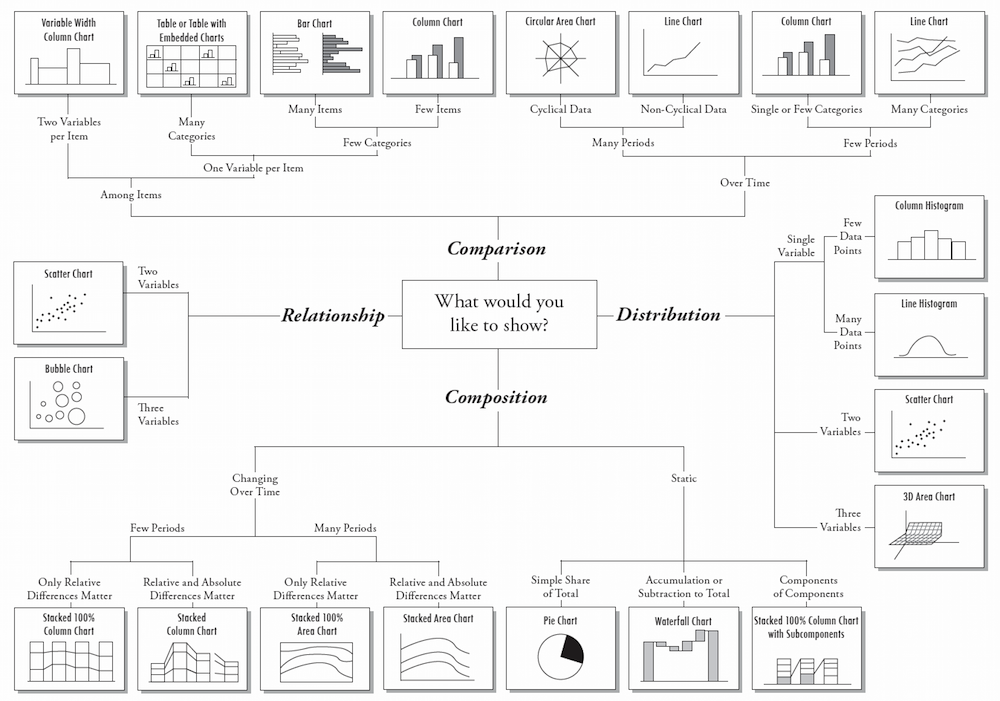 Variable Width
Column Chart
Table or Table with
Embedded Charts
Bar Chart
Column Chart
Circular Area Chart
Line Chart
Column Chart
Line Chart
Two Variables
per Item
Many
Categories
Many Items
Few Items
Cyclical Data
Non-Cyclical Data
Single or Few Categories
Many Categories
Few Categories
Many Periods
Few Periods
One Variable per Item
Among Items
Over Time
Comparison
What would you
like to show?
Relationship
Distribution
Composition
Scatter Chart
Two
Variables
Bubble Chart
Three
Variables
Single
Variable
Few
Data
Points
Column Histogram
Many
Data
Points
Line Histogram
Two
Variables
Scatter Chart
Three
Variables
3D Area Chart
Changing
Over Time
Static
Few Periods
Many Periods
Only Relative
Differences Matter
Relative and Absolute
Differences Matter
Only Relative
Differences Matter
Relative and Absolute
Differences Matter
Simple Share
of Total
Accumulation or
Subtraction to Total
Components
of Components
Stacked 100%
Column Chart
Stacked
Column Chart
Stacked 100%
Area Chart
Stacked Area Chart
Pie Chart
Waterfall Chart
Stacked 100% Column Chart
with Subcomponents